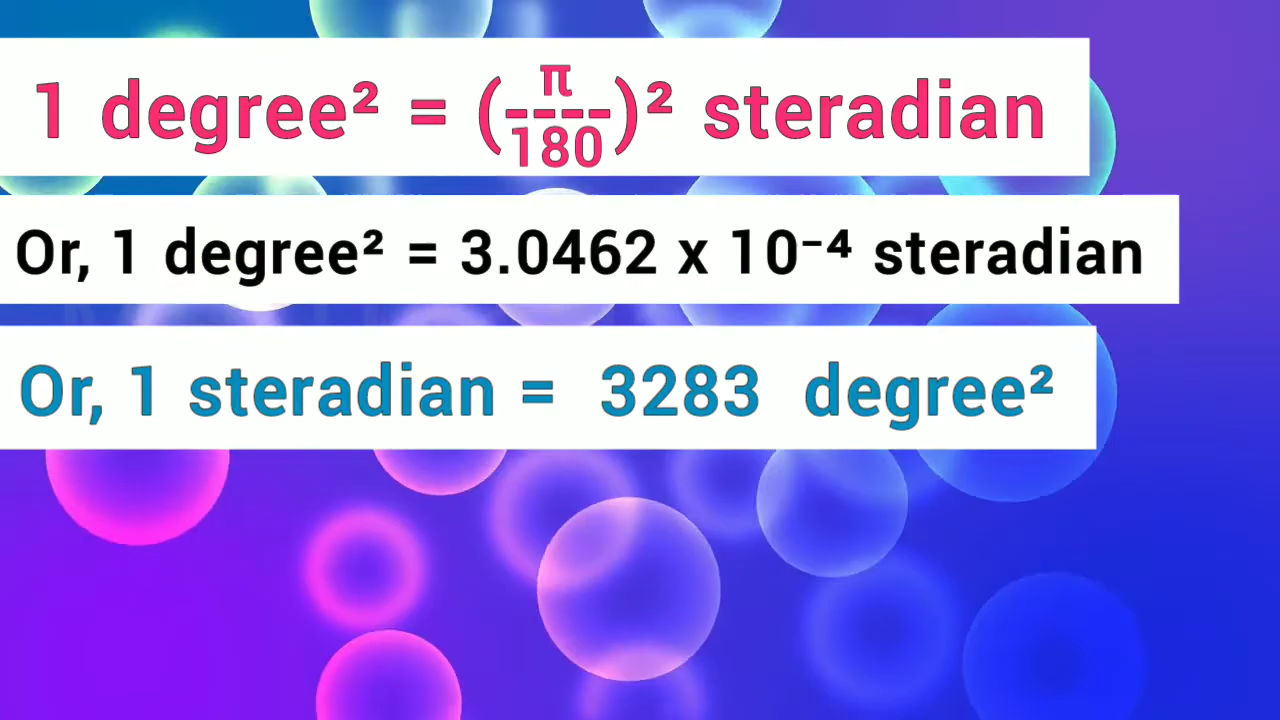 1 degree² = (π/180)² steradian
Or, 1 degree² = 3.0462 x 10⁻⁴ steradian
Or, 1 steradian = 3283 degree²